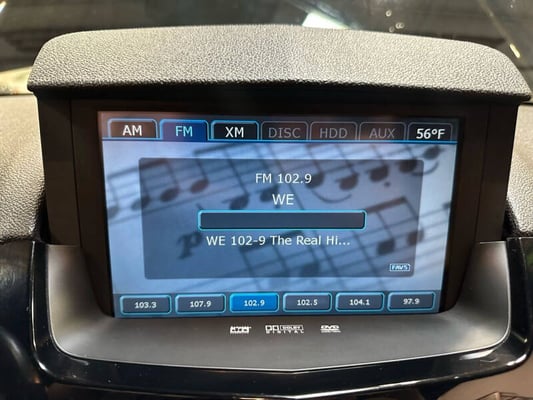 AM FM XM DISC HDD AUX 56°F
FM 102.9
WE
WE 102-9 The Real Hi...
FAVS
103.3 107.9 102.9 102.5 104.1 97.9
DIGITAL